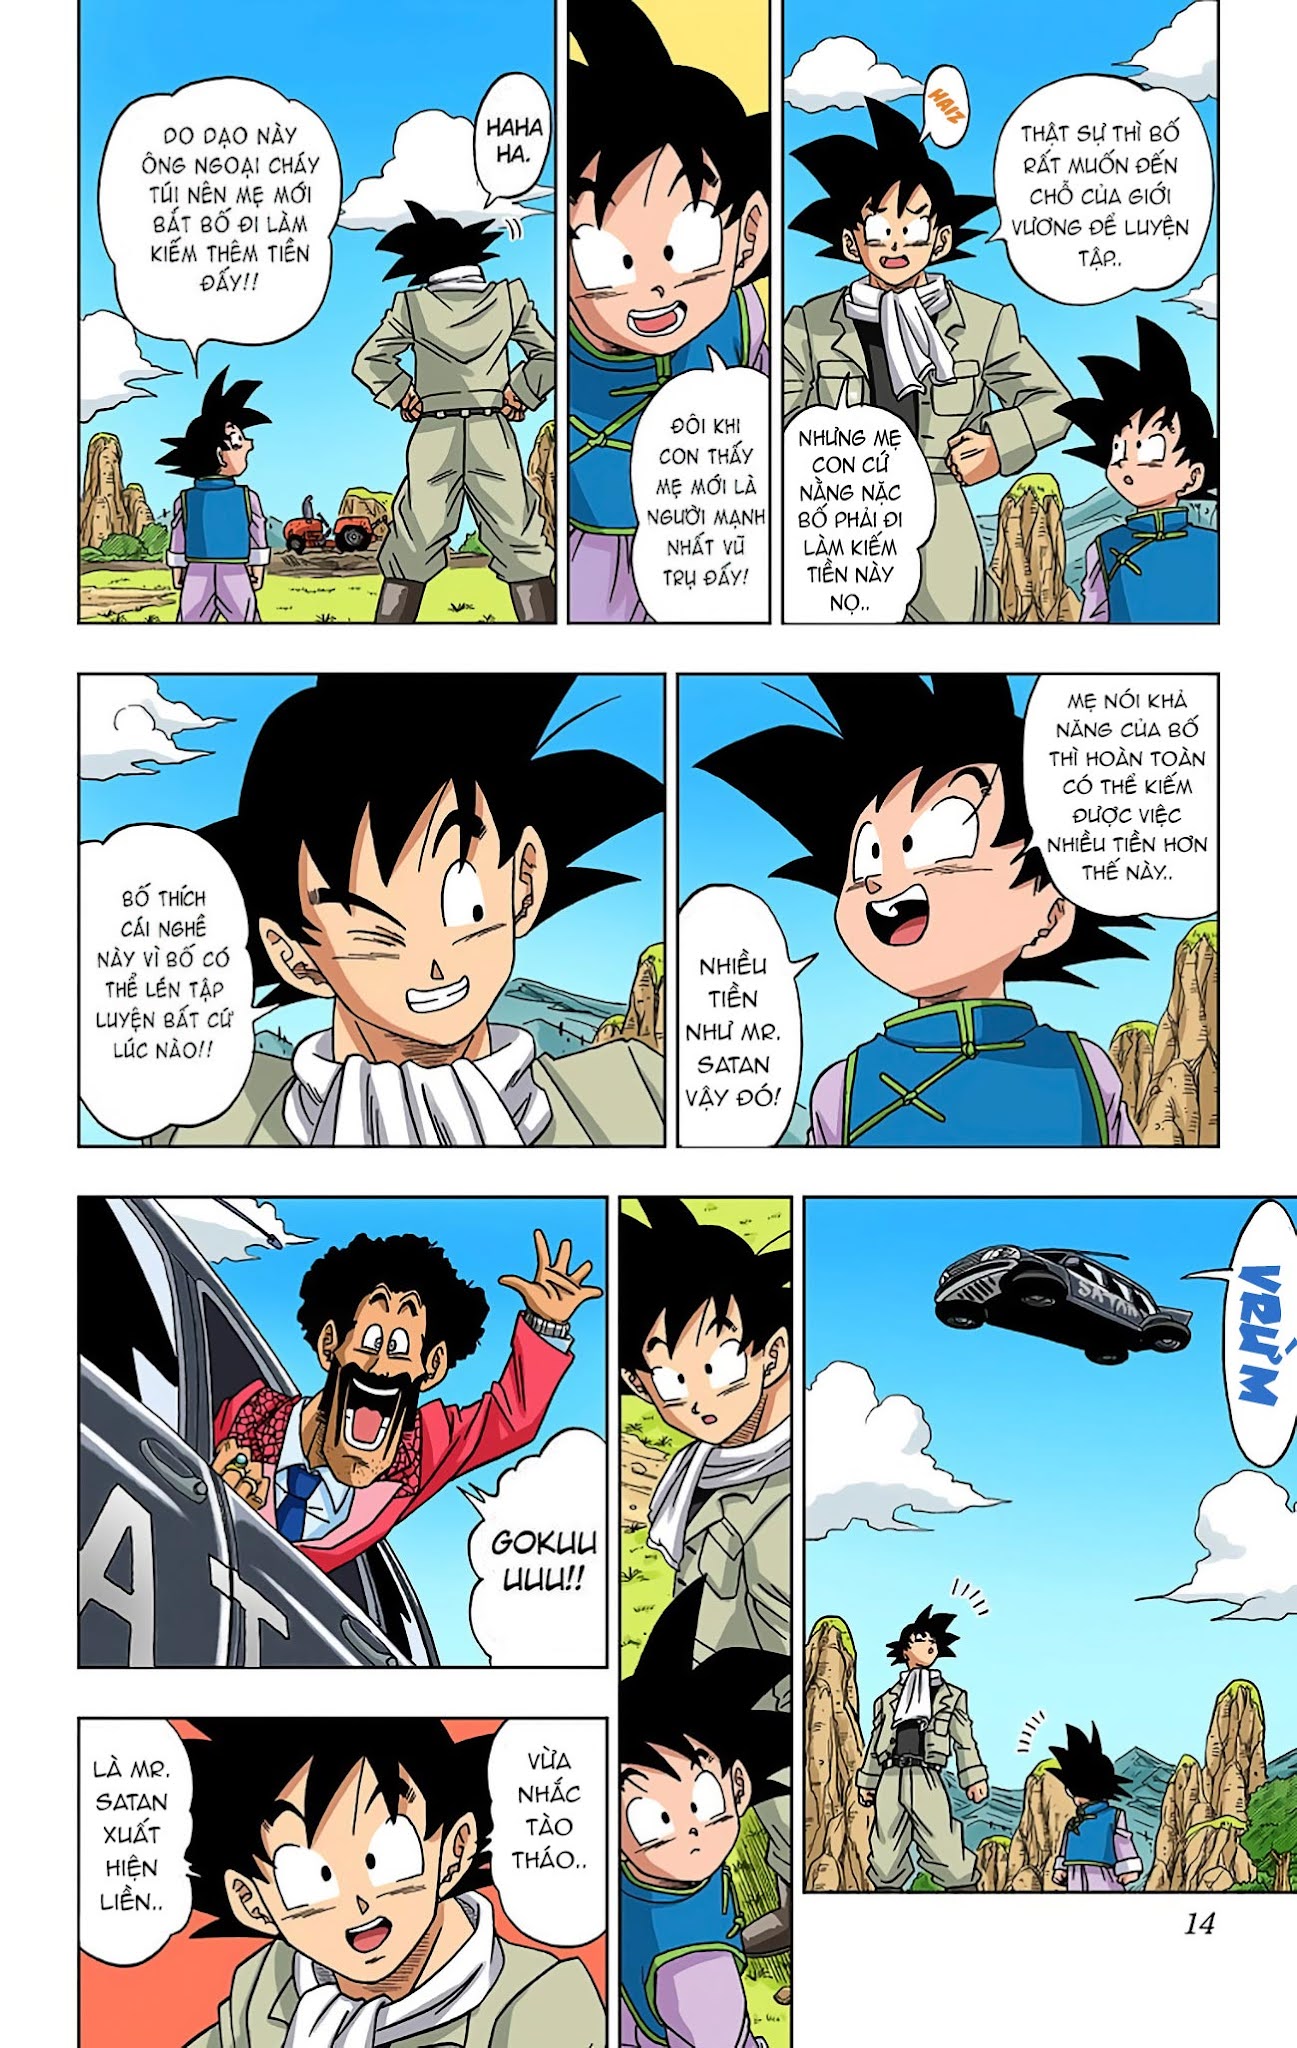 THẬT SỰ THÌ BỐ
RẤT MUỐN ĐẾN
CHỖ CỦA GIỚI
VƯƠNG ĐỂ LUYỆN
TẬP..
HAIZ
NHƯNG MẸ
CON CỨ
NẰNG NẶC
BỐ PHẢI ĐI
LÀM KIẾM
TIỀN NÀY
NỌ..
ĐÔI KHI
CON THẤY
MẸ MỚI LÀ
NGƯỜI MẠNH
NHẤT VŨ
TRỤ ĐẤY!
HAHA
HA.
DO DẠO NÀY
ÔNG NGOẠI CHÁY
TÚI NÊN MẸ MỚI
BẮT BỐ ĐI LÀM
KIẾM THÊM TIỀN
ĐẤY!!
MẸ NÓI KHẢ
NĂNG CỦA BỐ
THÌ HOÀN TOÀN
CÓ THỂ KIẾM
ĐƯỢC VIỆC
NHIỀU TIỀN HƠN
THẾ NÀY..
NHIỀU
TIỀN
NHƯ MR.
SATAN
VẬY ĐÓ!
BỐ THÍCH
CÁI NGHỀ
NÀY VÌ BỐ CÓ
THỂ LÉN TẬP
LUYỆN BẤT CỨ
LÚC NÀO!!
VEỪM
SATAN
GOKUU
UUU!!
AT
VỪA
NHẮC
TÀO
THÁO..
LÀ MR.
SATAN
XUẤT
HIỆN
LIỀN..
14